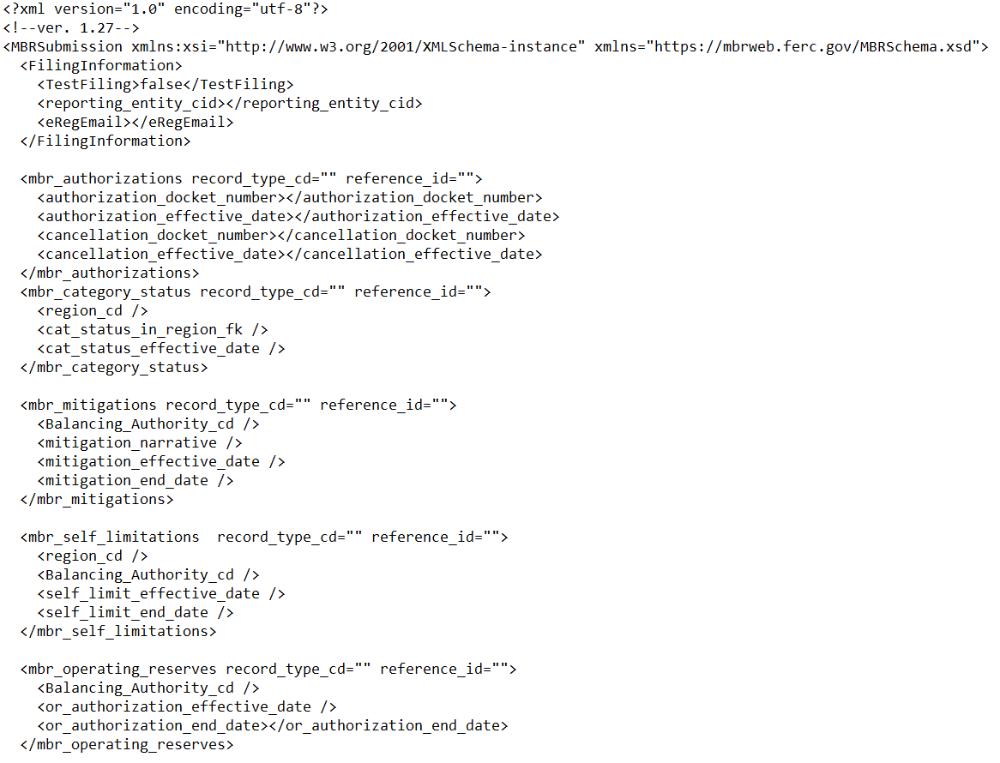 <?xml version="1.0" encoding="utf-8"?>
<!--ver. 1.27-->
<MBRSubmission xmlns:xsi="http://www.w3.org/2001/XMLSchema-instance" xmlns="https://mbrweb.ferc.gov/MBRSchema.xsd">
  <FilingInformation>
    <TestFiling>false</TestFiling>
    <reporting_entity_cid></reporting_entity_cid>
    <eRegEmail></eRegEmail>
  </FilingInformation>

  <mbr_authorizations record_type_cd="" reference_id="">
    <authorization_docket_number></authorization_docket_number>
    <authorization_effective_date></authorization_effective_date>
    <cancellation_docket_number></cancellation_docket_number>
    <cancellation_effective_date></cancellation_effective_date>
  </mbr_authorizations>
  <mbr_category_status record_type_cd="" reference_id="">
    <region_cd />
    <cat_status_in_region_fk />
    <cat_status_effective_date />
  </mbr_category_status>

  <mbr_mitigations record_type_cd="" reference_id="">
    <Balancing_Authority_cd />
    <mitigation_narrative />
    <mitigation_effective_date />
    <mitigation_end_date />
  </mbr_mitigations>

  <mbr_self_limitations  record_type_cd="" reference_id="">
    <region_cd />
    <Balancing_Authority_cd />
    <self_limit_effective_date />
    <self_limit_end_date />
  </mbr_self_limitations>

  <mbr_operating_reserves record_type_cd="" reference_id="">
    <Balancing_Authority_cd />
    <or_authorization_effective_date />
    <or_authorization_end_date></or_authorization_end_date>
  </mbr_operating_reserves>